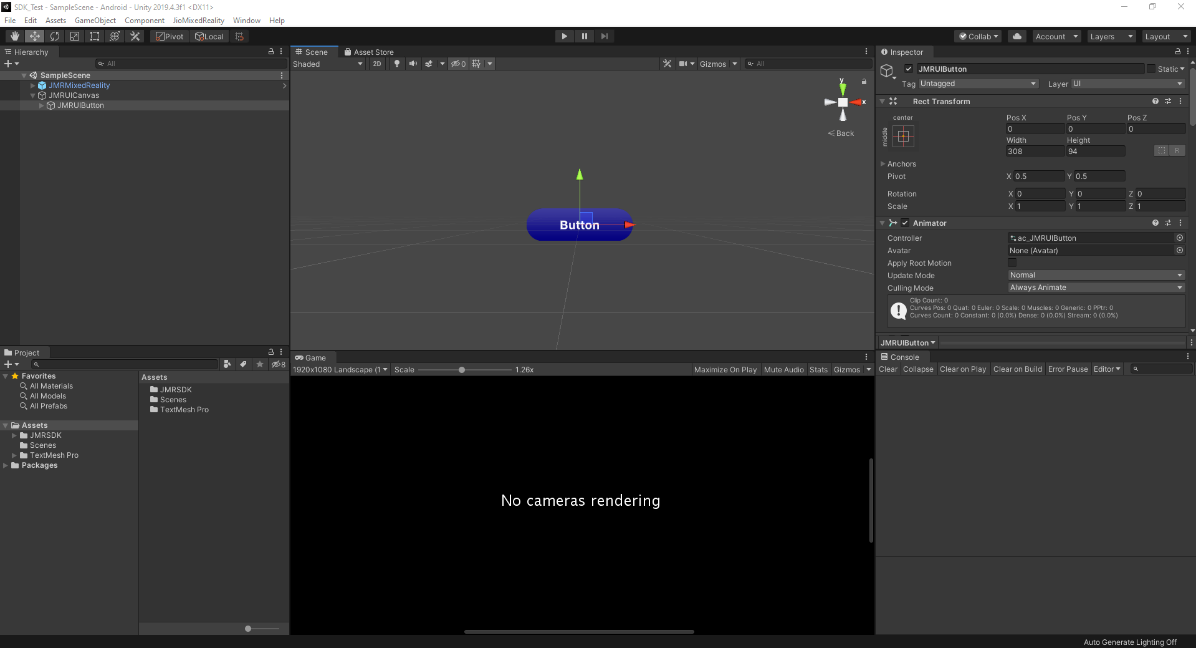 SDK_Test - SampleScene - Android - Unity 2019.4.3f1 <DX11>
File Edit Assets GameObject Component JioMixedReality Window Help
Pivot Local Collab Account Layers Layout
Hierarchy
All
SampleScene
JMRMixedReality
JMRUICanvas
JMRUIButton
Scene Asset Store
Shaded 2D 0 Gizmos All
y
x
Back
Button
Inspector
JMRUIButton Static
Tag Untagged Layer UI
Rect Transform
center
middle
Pos X Pos Y Pos Z
0 0 0
Width Height
308 94
R
Anchors
Pivot X 0.5 Y 0.5
Rotation X 0 Y 0 Z 0
Scale X 1 Y 1 Z 1
Animator
Controller ac_JMRUIButton
Avatar None (Avatar)
Apply Root Motion
Update Mode Normal
Culling Mode Always Animate
Clip Count: 0
Curves Pos: 0 Quat: 0 Euler: 0 Scale: 0 Muscles: 0 Generic: 0 PPtr: 0
Curves Count: 0 Constant: 0 (0.0%) Dense: 0 (0.0%) Stream: 0 (0.0%)
JMRUIButton
Project
8
Favorites
All Materials
All Models
All Prefabs
Assets
JMRSDK
Scenes
TextMesh Pro
Packages
Assets
JMRSDK
Scenes
TextMesh Pro
Game
1920x1080 Landscape (1 Scale 1.26x Maximize On Play Mute Audio Stats Gizmos
No cameras rendering
Console
Clear Collapse Clear on Play Clear on Build Error Pause Editor
Auto Generate Lighting Off